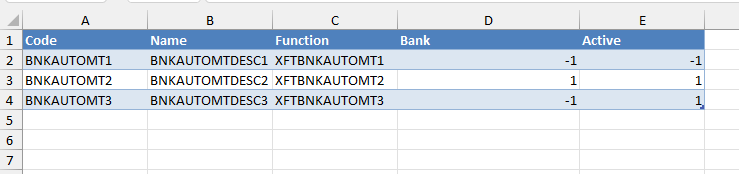 A B C D E
1 Code Name Function Bank Active
2 BNKAUTOMT1 BNKAUTOMTDESC1 XFTBNKAUTOMT1 -1 -1
3 BNKAUTOMT2 BNKAUTOMTDESC2 XFTBNKAUTOMT2 1 1
4 BNKAUTOMT3 BNKAUTOMTDESC3 XFTBNKAUTOMT3 -1 1
5
6
7